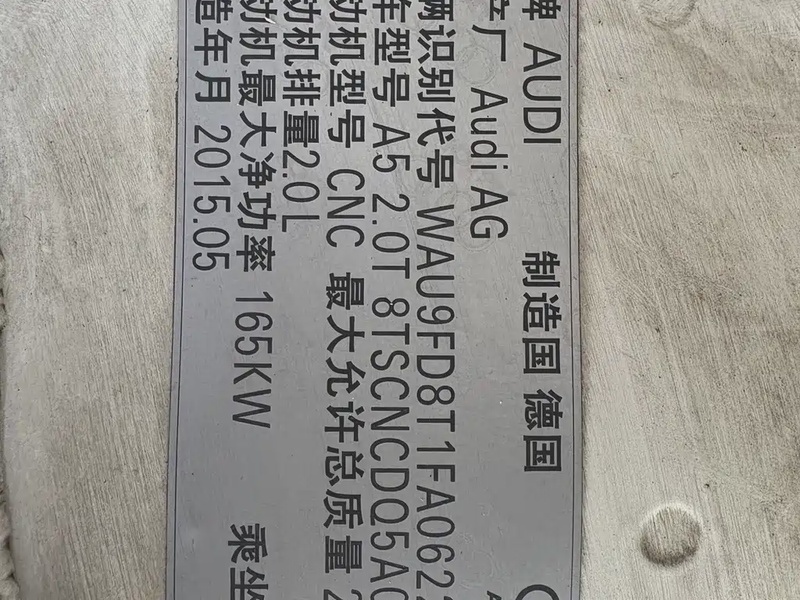 牌 AUDI 制造国 德国
产厂 Audi AG
辆识别代号 WAU9FD8T1FA062
车型号 A5 2.0T 8TSCNCDQ5A
动机型号 CNC 最大允许总质量 2
动机排量2.0L
动机最大净功率 165KW 乘坐
造年月 2015.05